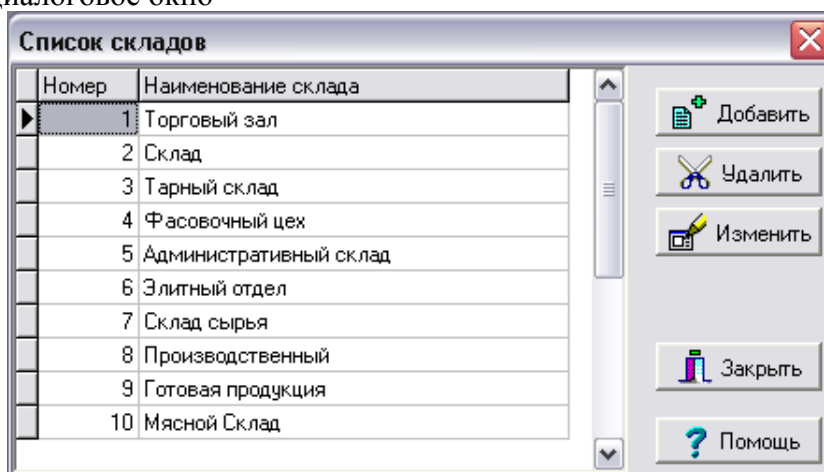 диалоговое окно
Список складов
Номер Наименование склада
1 Торговый зал
2 Склад
3 Тарный склад
4 Фасовочный цех
5 Административный склад
6 Элитный отдел
7 Склад сырья
8 Производственный
9 Готовая продукция
10 Мясной Склад
Добавить
Удалить
Изменить
Закрыть
Помощь